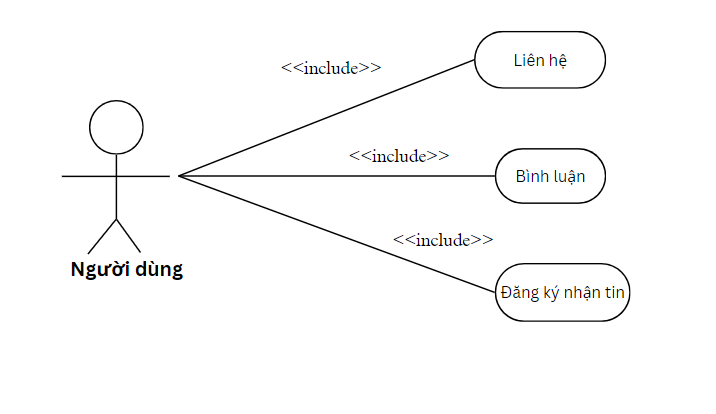 <<include>>
Liên hệ
<<include>>
Bình luận
<<include>>
Đăng ký nhận tin
Người dùng